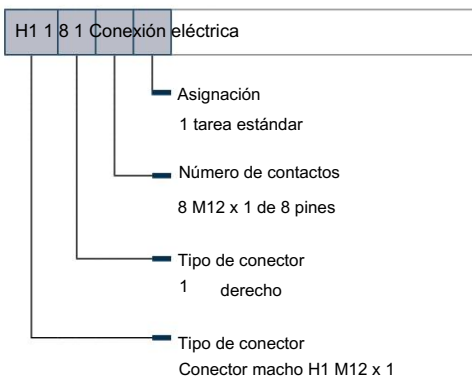 H1 1 8 1 Conexión eléctrica
Asignación
1 tarea estándar
Número de contactos
8 M12 x 1 de 8 pines
Tipo de conector
1 derecho
Tipo de conector
Conector macho H1 M12 x 1